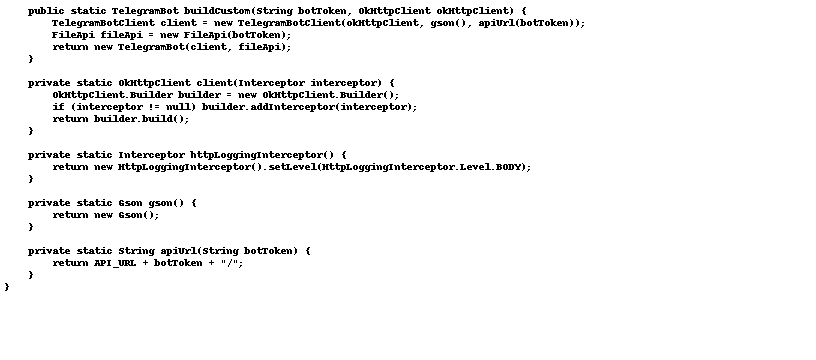 public static TelegramBot buildCustom(String botToken, OkHttpClient okHttpClient) {
        TelegramBotClient client = new TelegramBotClient(okHttpClient, gson(), apiUrl(botToken));
        FileApi fileApi = new FileApi(botToken);
        return new TelegramBot(client, fileApi);
    }

    private static OkHttpClient client(Interceptor interceptor) {
        OkHttpClient.Builder builder = new OkHttpClient.Builder();
        if (interceptor != null) builder.addInterceptor(interceptor);
        return builder.build();
    }

    private static Interceptor httpLoggingInterceptor() {
        return new HttpLoggingInterceptor().setLevel(HttpLoggingInterceptor.Level.BODY);
    }

    private static Gson gson() {
        return new Gson();
    }

    private static String apiUrl(String botToken) {
        return API_URL + botToken + "/";
    }
}